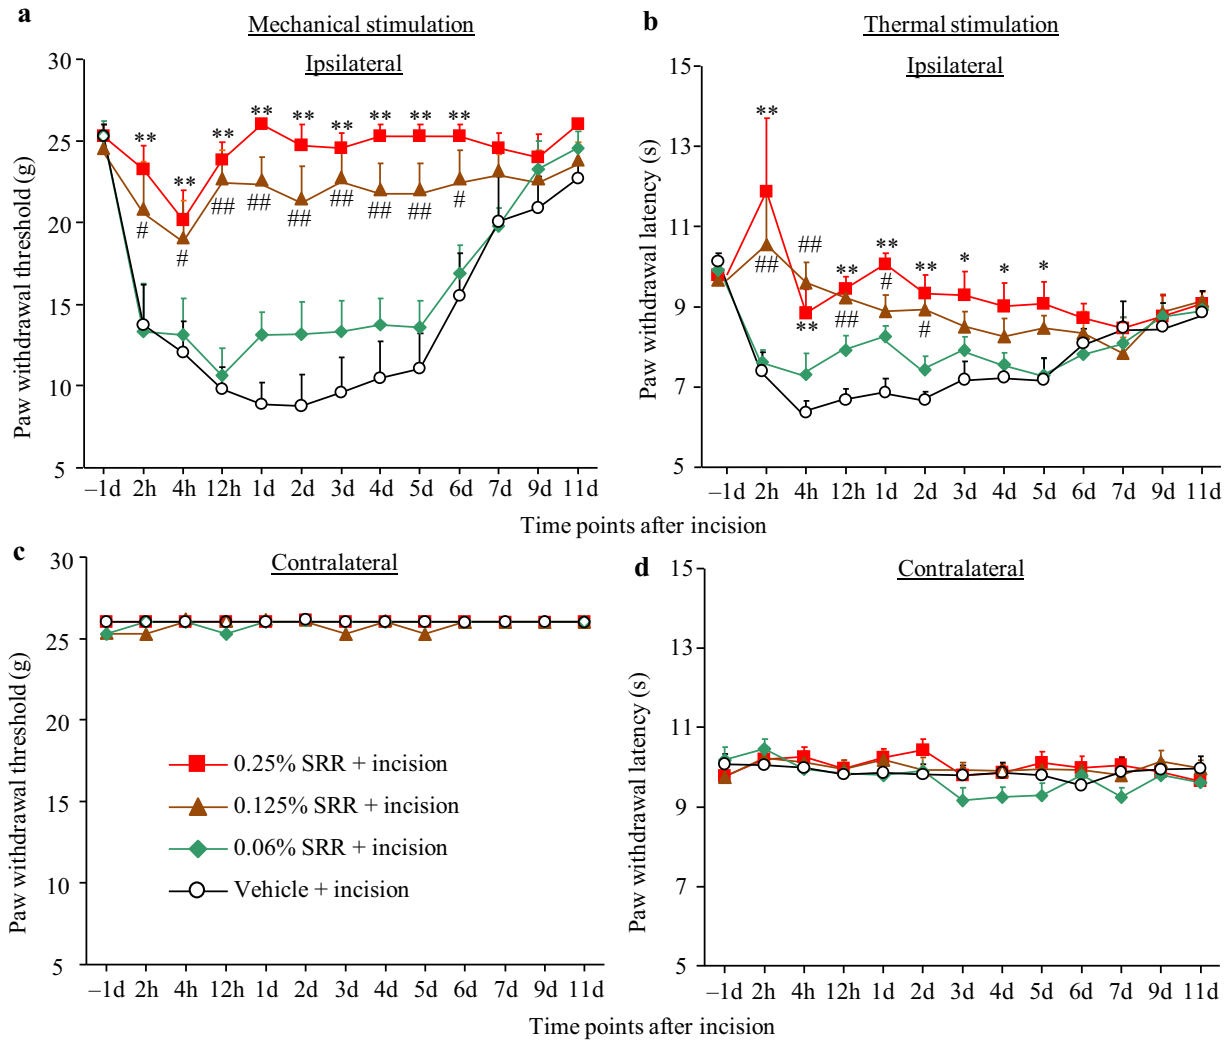 a
Mechanical stimulation
Ipsilateral
Paw withdrawal threshold (g)
30
25
20
15
10
5
** ** ** ** ** ** ** ** **
# # ## ## ## ## ## ## #
–1d 2h 4h 12h 1d 2d 3d 4d 5d 6d 7d 9d 11d
b
Thermal stimulation
Ipsilateral
Paw withdrawal latency (s)
15
13
11
9
7
5
** ** ** ** ** * * *
## ## ## # #
–1d 2h 4h 12h 1d 2d 3d 4d 5d 6d 7d 9d 11d
Time points after incision
c
Contralateral
Paw withdrawal threshold (g)
30
25
20
15
10
5
0.25% SRR + incision
0.125% SRR + incision
0.06% SRR + incision
Vehicle + incision
–1d 2h 4h 12h 1d 2d 3d 4d 5d 6d 7d 9d 11d
d
Contralateral
Paw withdrawal latency (s)
15
13
11
9
7
5
–1d 2h 4h 12h 1d 2d 3d 4d 5d 6d 7d 9d 11d
Time points after incision